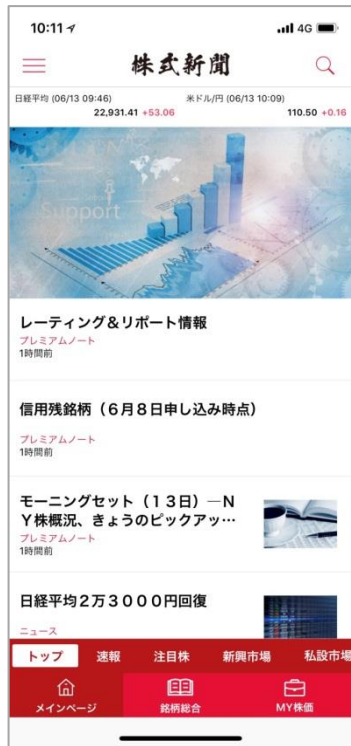 10:11
4G
株式新聞
日経平均 (06/13 09:46)
米ドル/円 (06/13 10:09)
22,931.41 +53.06
110.50 +0.16
Support
レーティング&リポート情報
プレミアムノート
1時間前
信用残銘柄（６月８日申し込み時点）
プレミアムノート
1時間前
モーニングセット（１３日）―Ｎ
Ｙ株概況、きょうのピックアッ…
プレミアムノート
1時間前
日経平均２万３０００円回復
ニュース
トップ
速報
注目株
新興市場
私設市場
メインページ
銘柄総合
MY株価